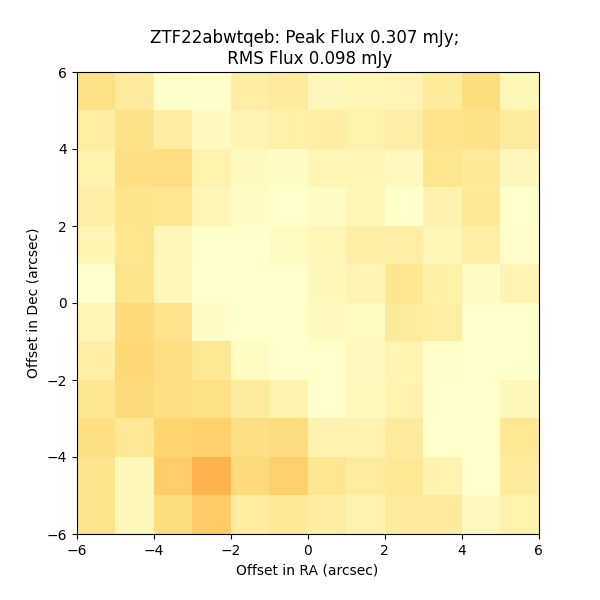 ZTF22abwtqeb: Peak Flux 0.307 mJy;
RMS Flux 0.098 mJy
6
4
2
0
−2
−4
−6
Offset in Dec (arcsec)
−6 −4 −2 0 2 4 6
Offset in RA (arcsec)